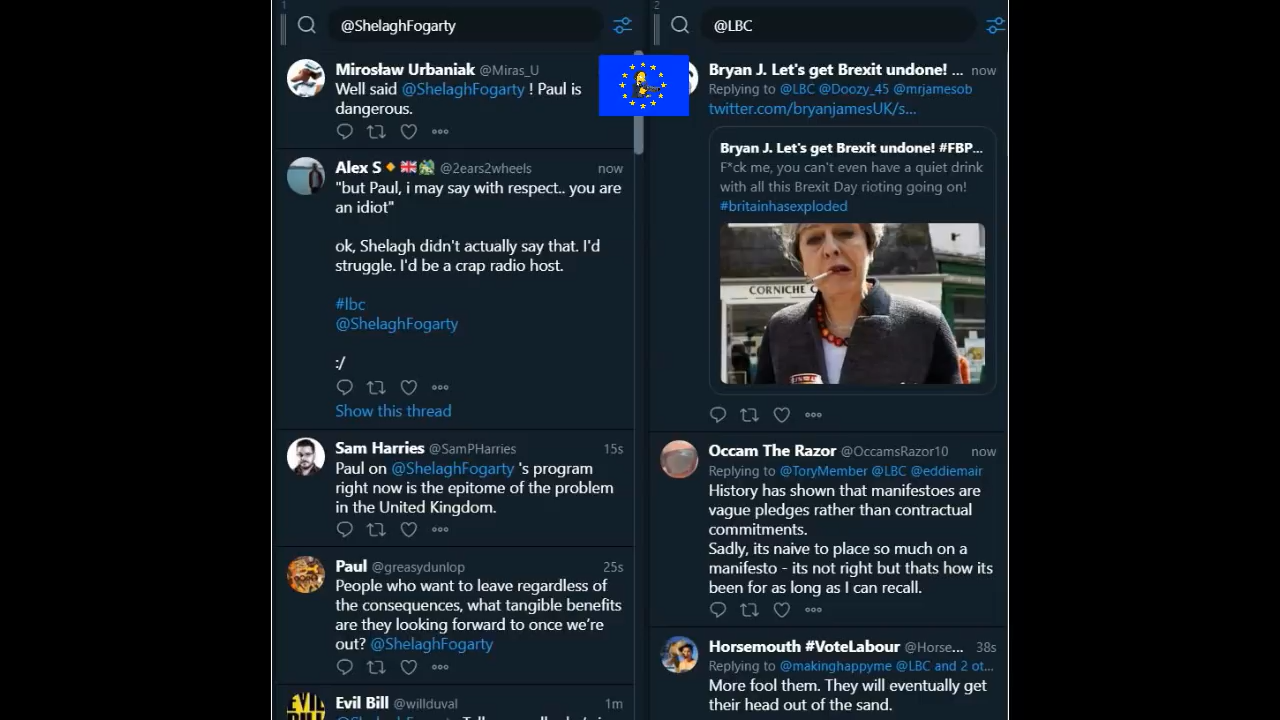 1
@ShelaghFogarty
Mirosław Urbaniak @Miras_U
Well said @ShelaghFogarty ! Paul is
dangerous.
Alex S @2ears2wheels now
"but Paul, i may say with respect.. you are
an idiot"
ok, Shelagh didn't actually say that. I'd
struggle. I'd be a crap radio host.
#lbc
@ShelaghFogarty
:/
Show this thread
Sam Harries @SamPHarries 15s
Paul on @ShelaghFogarty 's program
right now is the epitome of the problem
in the United Kingdom.
Paul @greasydunlop 25s
People who want to leave regardless of
the consequences, what tangible benefits
are they looking forward to once we're
out? @ShelaghFogarty
EVIL
Evil Bill @willduval 1m
2
@LBC
Bryan J. Let's get Brexit undone! ... now
Replying to @LBC @Doozy_45 @mrjamesob
twitter.com/bryanjamesUK/s...
Bryan J. Let's get Brexit undone! #FBP...
F*ck me, you can't even have a quiet drink
with all this Brexit Day rioting going on!
#britainhasexploded
CORNICHE
Occam The Razor @OccamsRazor10 now
Replying to @ToryMember @LBC @eddiemair
History has shown that manifestoes are
vague pledges rather than contractual
commitments.
Sadly, its naive to place so much on a
manifesto - its not right but thats how its
been for as long as I can recall.
Horsemouth #VoteLabour @Horse... 38s
Replying to @makinghappyme @LBC and 2 ot...
More fool them. They will eventually get
their head out of the sand.